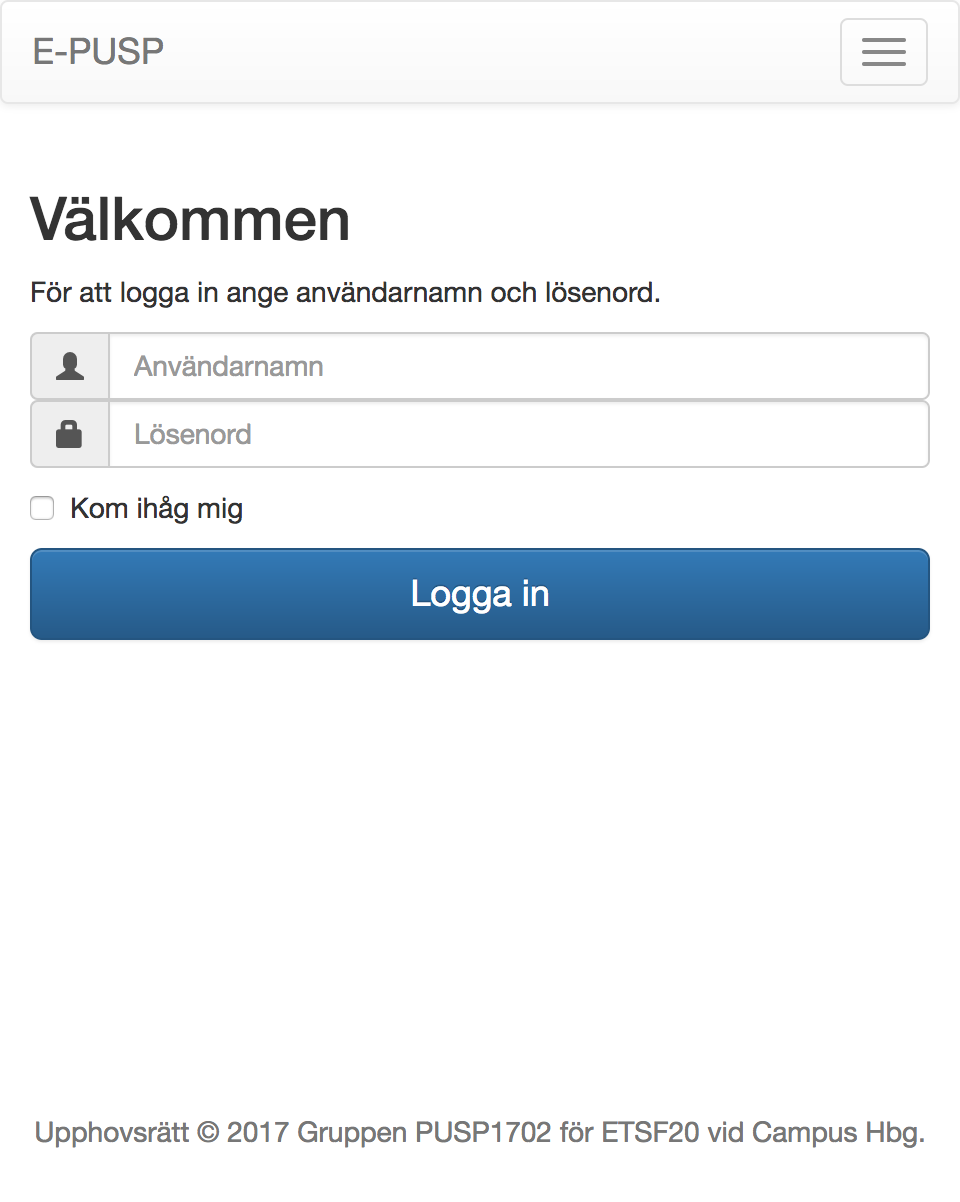 E-PUSP
Välkommen
För att logga in ange användarnamn och lösenord.
Användarnamn
Lösenord
Kom ihåg mig
Logga in
Upphovsrätt © 2017 Gruppen PUSP1702 för ETSF20 vid Campus Hbg.